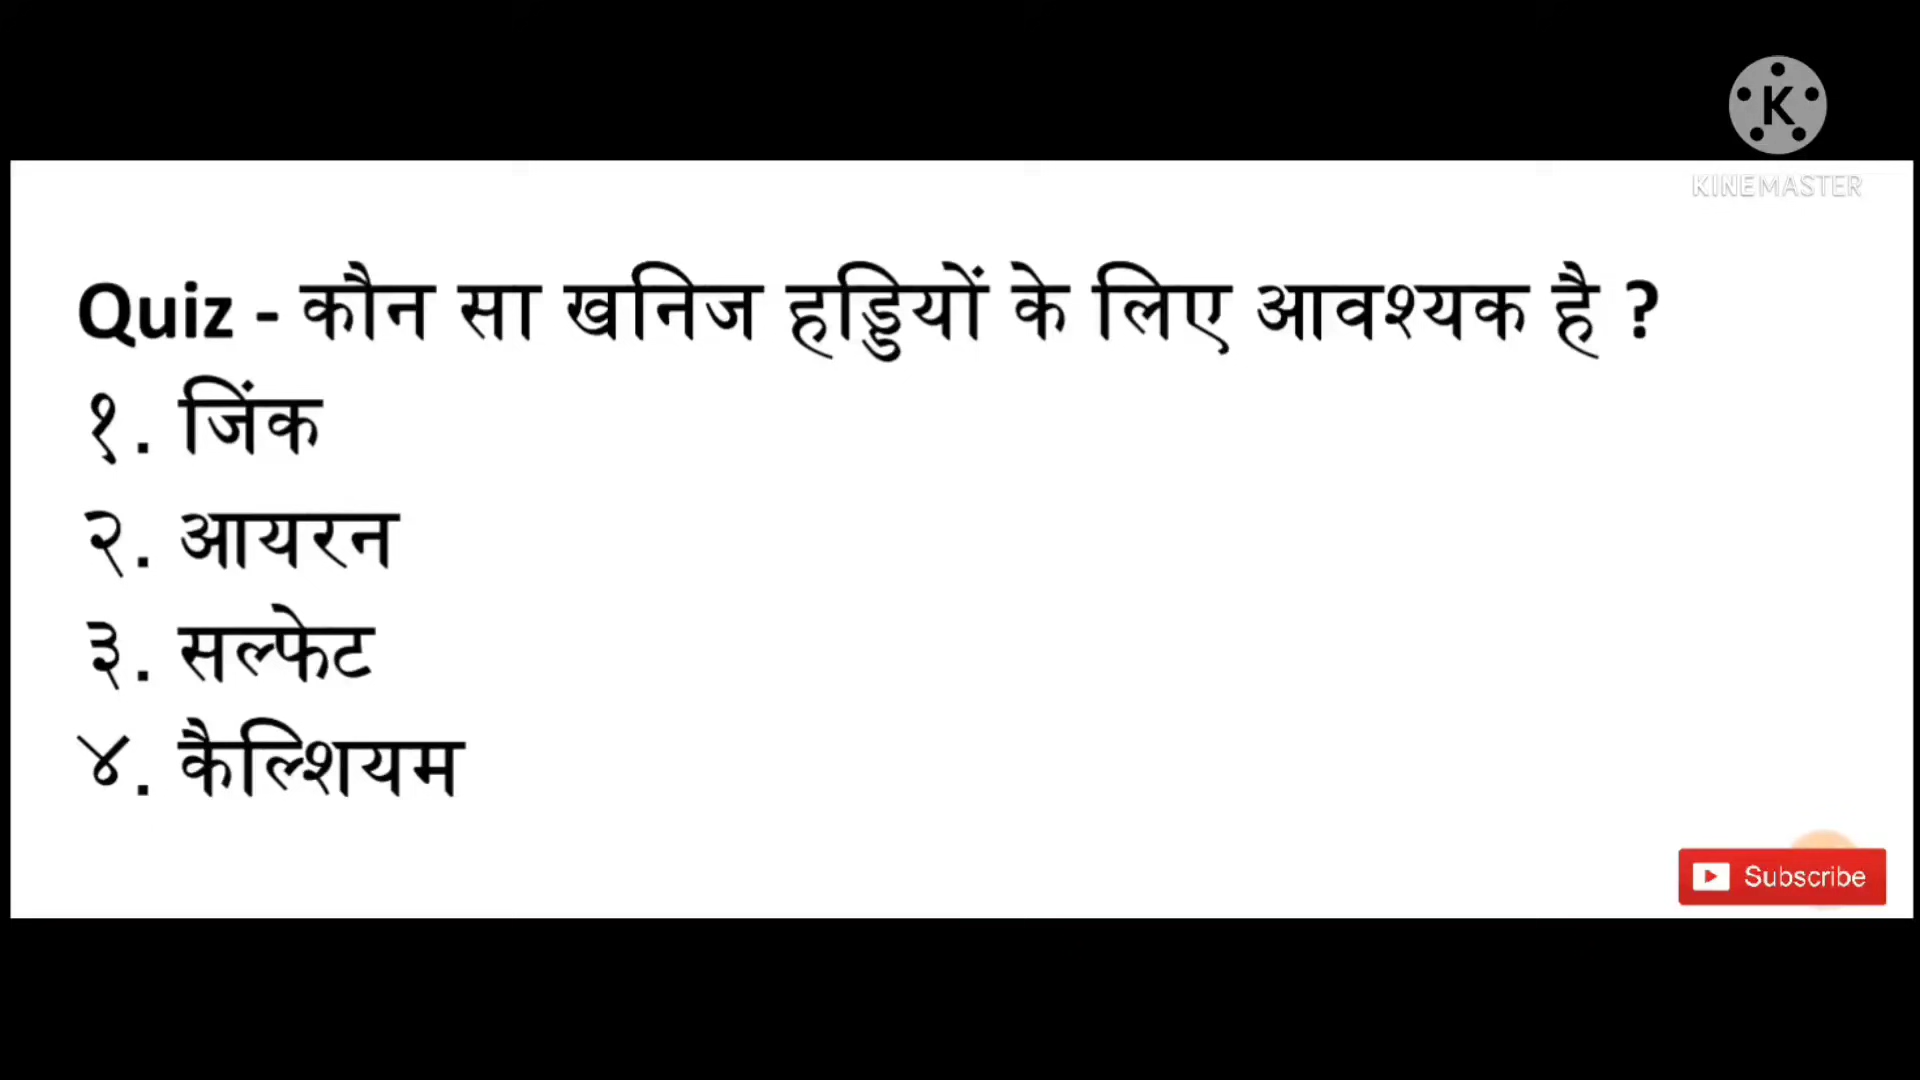 K
KINEMASTER
Quiz - कौन सा खनिज हड्डियों के लिए आवश्यक है ?
१. जिंक
२. आयरन
३. सल्फेट
४. कैल्शियम
Subscribe